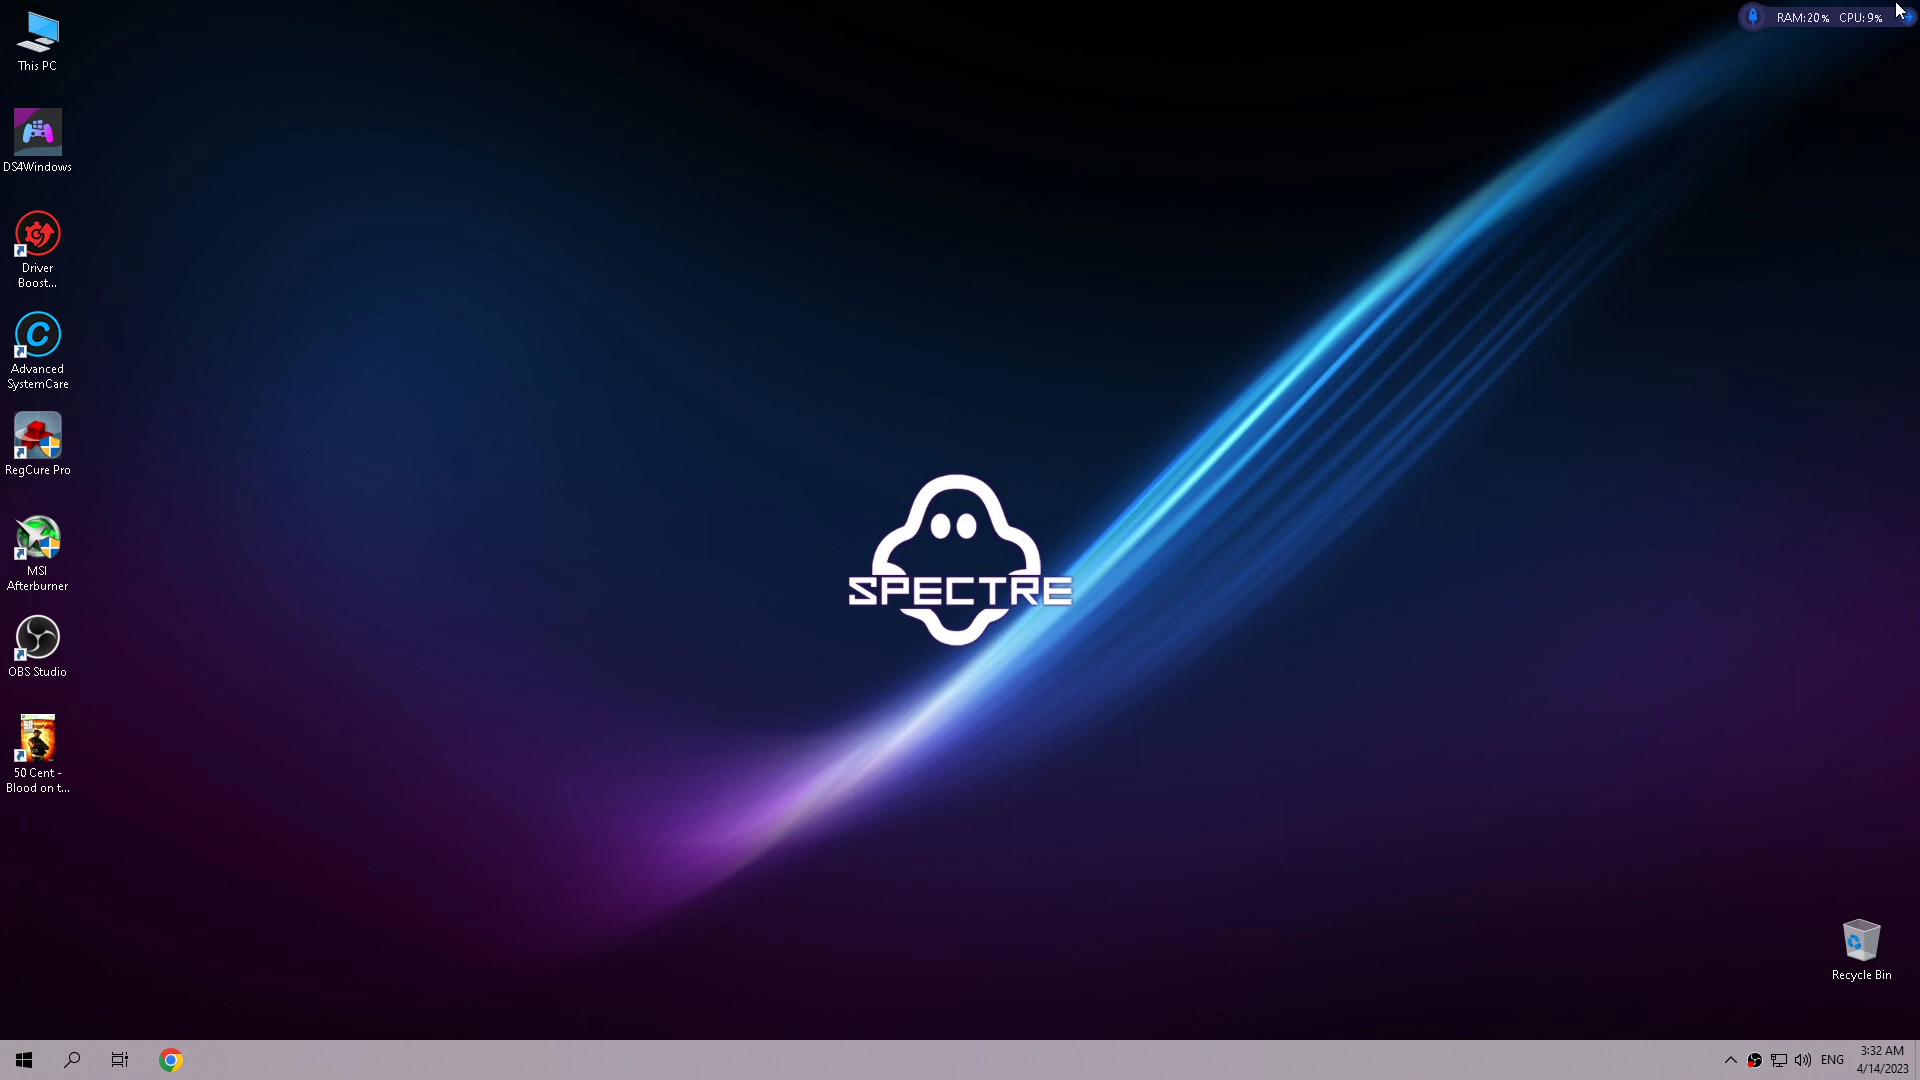 RAM:20% CPU: 9%
This PC
DS4Windows
Driver
Boost...
Advanced
SystemCare
RegCure Pro
MSI
Afterburner
OBS Studio
50 Cent -
Blood on t...
SPECTRE
Recycle Bin
ENG
3:32 AM
4/14/2023